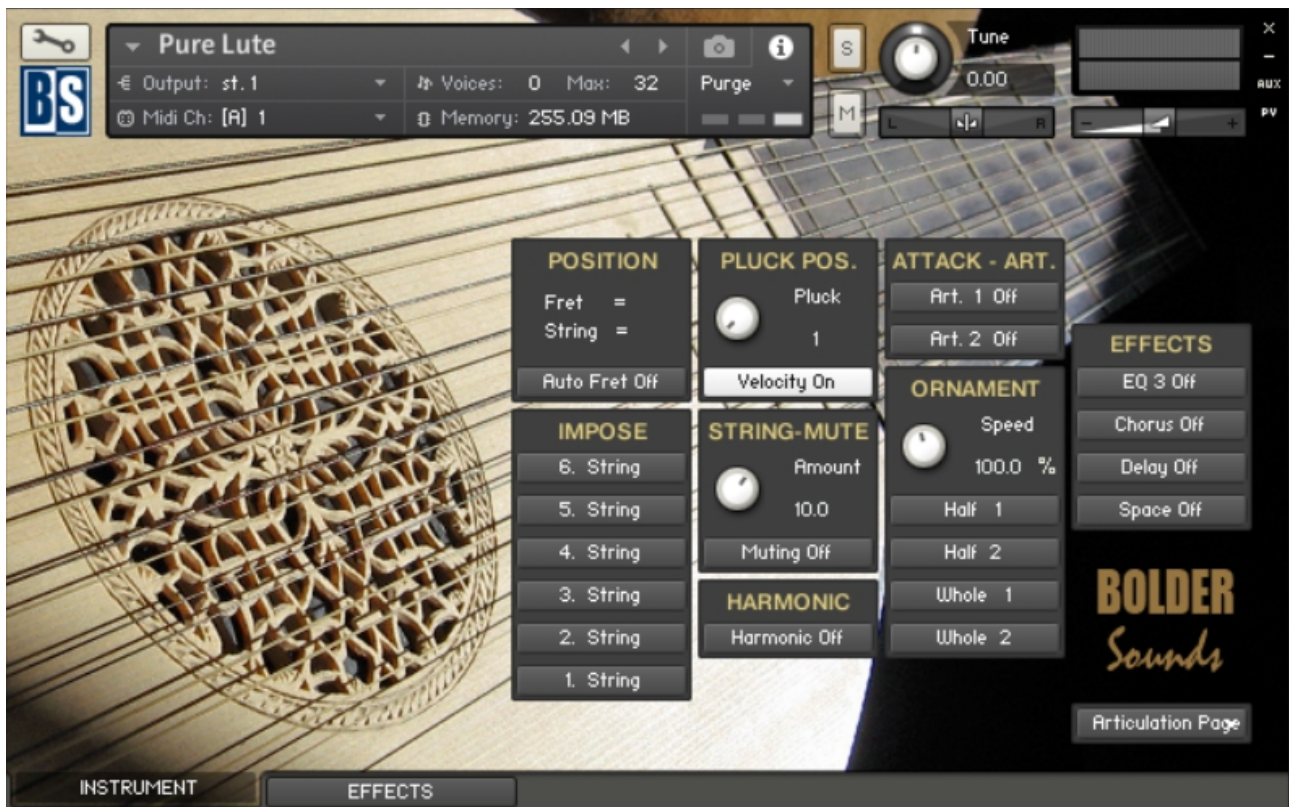 Pure Lute
Output: st.1
Voices: 0 Max: 32
Purge
Midi Ch: [A] 1
Memory: 255.09 MB
BS
S
M
Tune
0.00
L R
- +
×
–
AUX
PV
POSITION
Fret =
String =
Auto Fret Off
IMPOSE
6. String
5. String
4. String
3. String
2. String
1. String
PLUCK POS.
Pluck
1
Velocity On
STRING-MUTE
Amount
10.0
Muting Off
HARMONIC
Harmonic Off
ATTACK - ART.
Art. 1 Off
Art. 2 Off
ORNAMENT
Speed
100.0 %
Half 1
Half 2
Whole 1
Whole 2
EFFECTS
EQ 3 Off
Chorus Off
Delay Off
Space Off
BOLDER
Sounds
Articulation Page
INSTRUMENT
EFFECTS